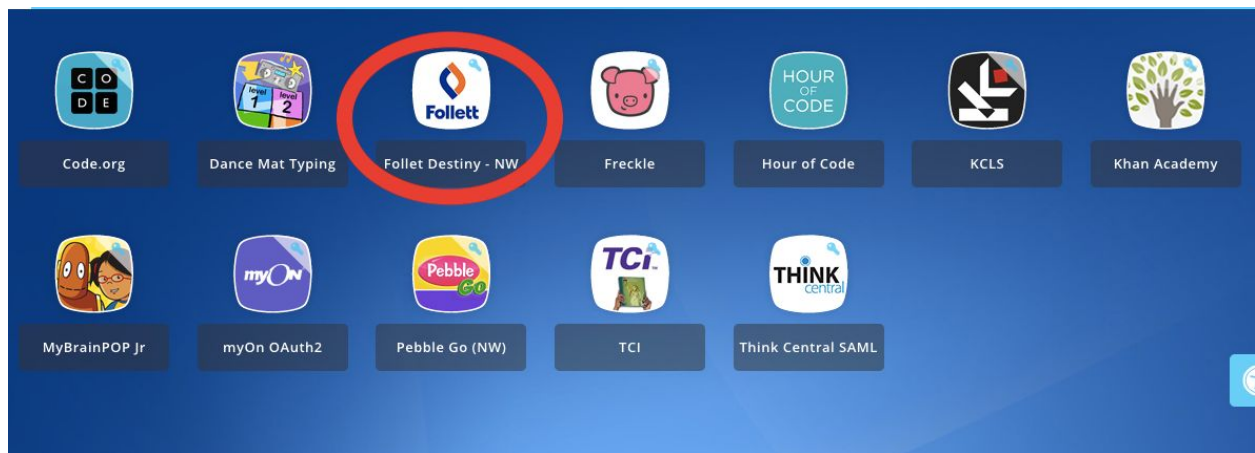 CODE
level 1
level 2
Follett
HOUR
OF
CODE
Code.org
Dance Mat Typing
Follet Destiny - NW
Freckle
Hour of Code
KCLS
Khan Academy
myON
Pebble
Go
TCi
THINK
central
MyBrainPOP Jr
myOn OAuth2
Pebble Go (NW)
TCI
Think Central SAML